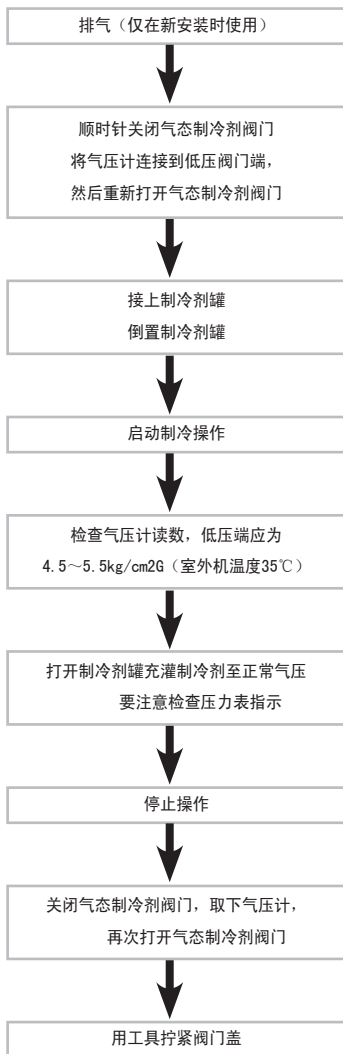 排气（仅在新安装时使用）
顺时针关闭气态制冷剂阀门
将气压计连接到低压阀门端，
然后重新打开气态制冷剂阀门
接上制冷剂罐
倒置制冷剂罐
启动制冷操作
检查气压计读数，低压端应为
4.5～5.5kg/cm2G（室外机温度35℃）
打开制冷剂罐充灌制冷剂至正常气压
要注意检查压力表指示
停止操作
关闭气态制冷剂阀门，取下气压计，
再次打开气态制冷剂阀门
用工具拧紧阀门盖